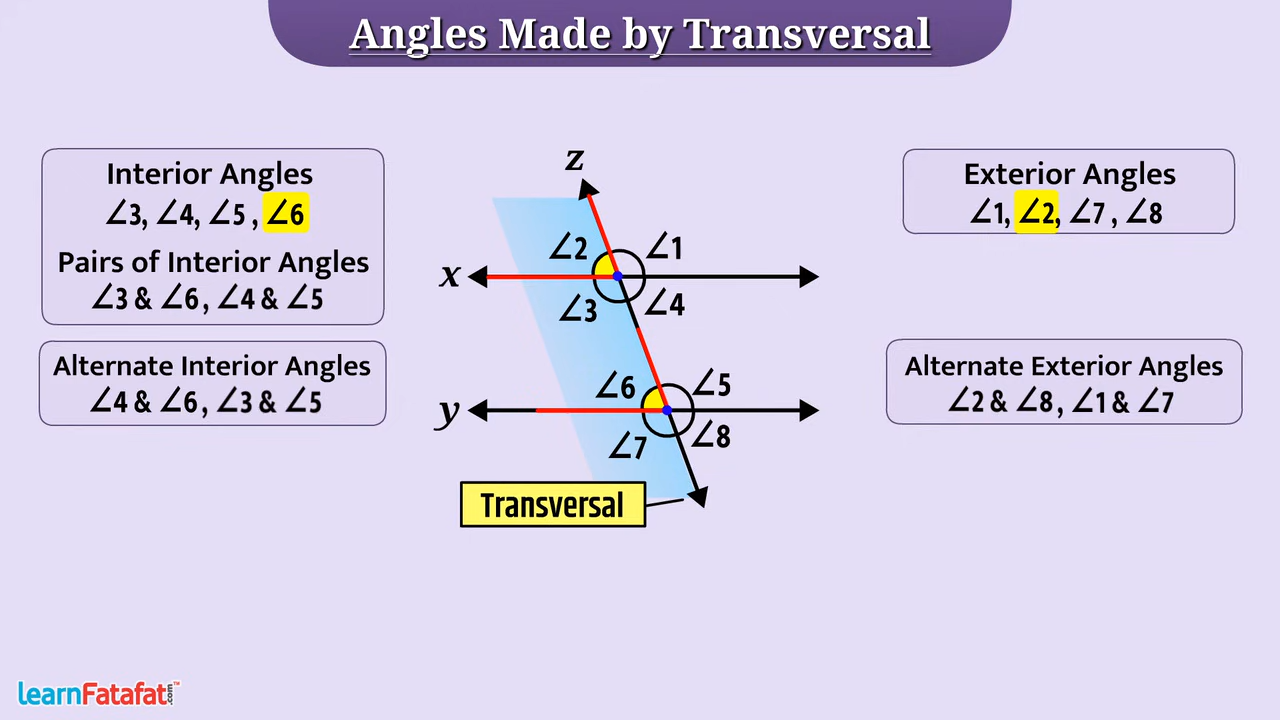 Angles Made by Transversal
Interior Angles
∠3, ∠4, ∠5 , ∠6
Pairs of Interior Angles
∠3 & ∠6 , ∠4 & ∠5
Alternate Interior Angles
∠4 & ∠6 , ∠3 & ∠5
z
∠2 ∠1
x
∠3 ∠4
∠6 ∠5
y
∠7 ∠8
Transversal
Exterior Angles
∠1, ∠2, ∠7 , ∠8
Alternate Exterior Angles
∠2 & ∠8 , ∠1 & ∠7
LearnFatafat.com™